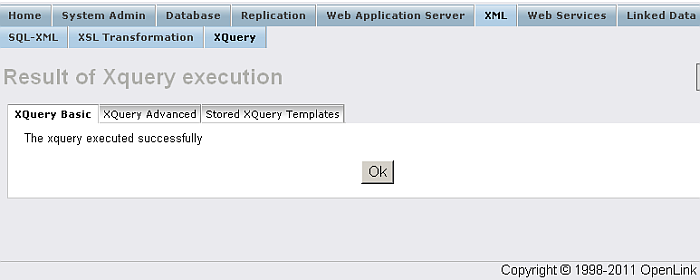 Home System Admin Database Replication Web Application Server XML Web Services Linked Data
SQL-XML XSL Transformation XQuery
Result of Xquery execution
XQuery Basic XQuery Advanced Stored XQuery Templates
The xquery executed successfully
Ok
Copyright © 1998-2011 OpenLink